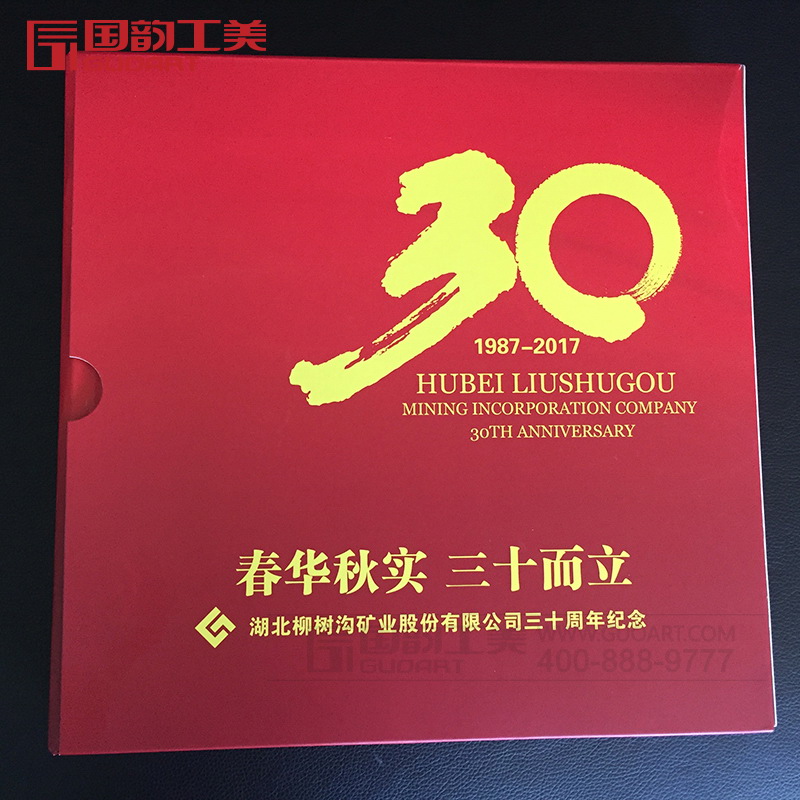 国韵工美
GUOART
30
1987-2017
HUBEI LIUSHUGOU
MINING INCORPORATION COMPANY
30TH ANNIVERSARY
春华秋实 三十而立
湖北柳树沟矿业股份有限公司三十周年纪念
国韵工美
GUOART
WWW.GUOART.COM
400-888-9777